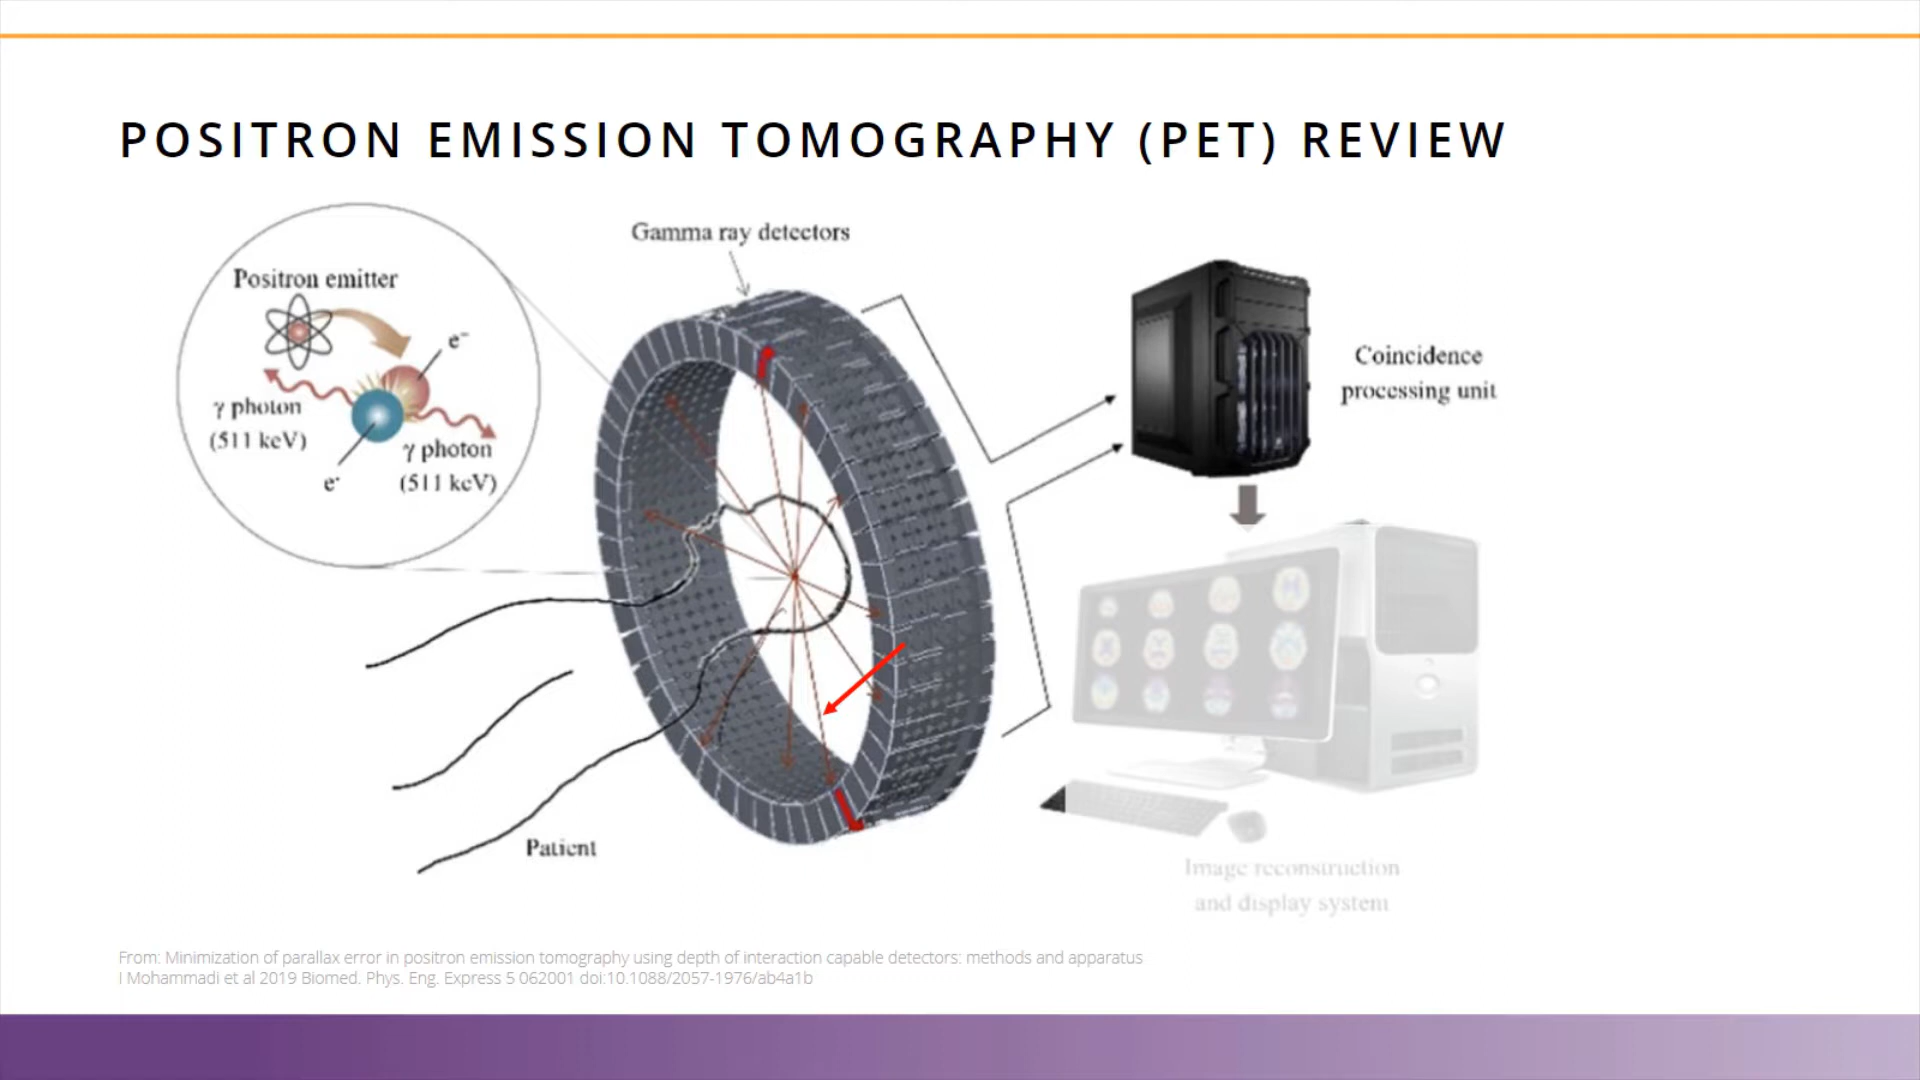 POSITRON EMISSION TOMOGRAPHY (PET) REVIEW
Gamma ray detectors
Positron emitter
e⁻
γ photon
(511 keV)
γ photon
(511 keV)
e⁺
Coincidence
processing unit
Patient
Image reconstruction
and display system
From: Minimization of parallax error in positron emission tomography using depth of interaction capable detectors: methods and apparatus
I Mohammadi et al 2019 Biomed. Phys. Eng. Express 5 062001 doi:10.1088/2057-1976/ab4a1b